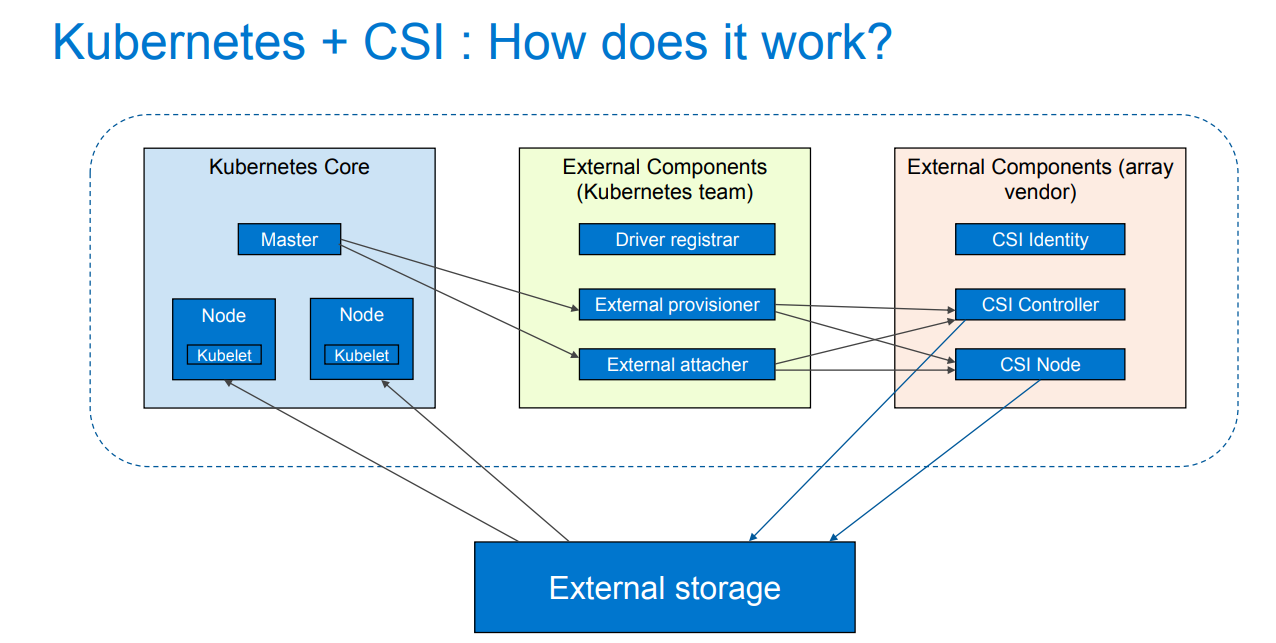 Kubernetes + CSI : How does it work?
Kubernetes Core
Master
Node
Kubelet
Node
Kubelet
External Components
(Kubernetes team)
Driver registrar
External provisioner
External attacher
External Components (array
vendor)
CSI Identity
CSI Controller
CSI Node
External storage